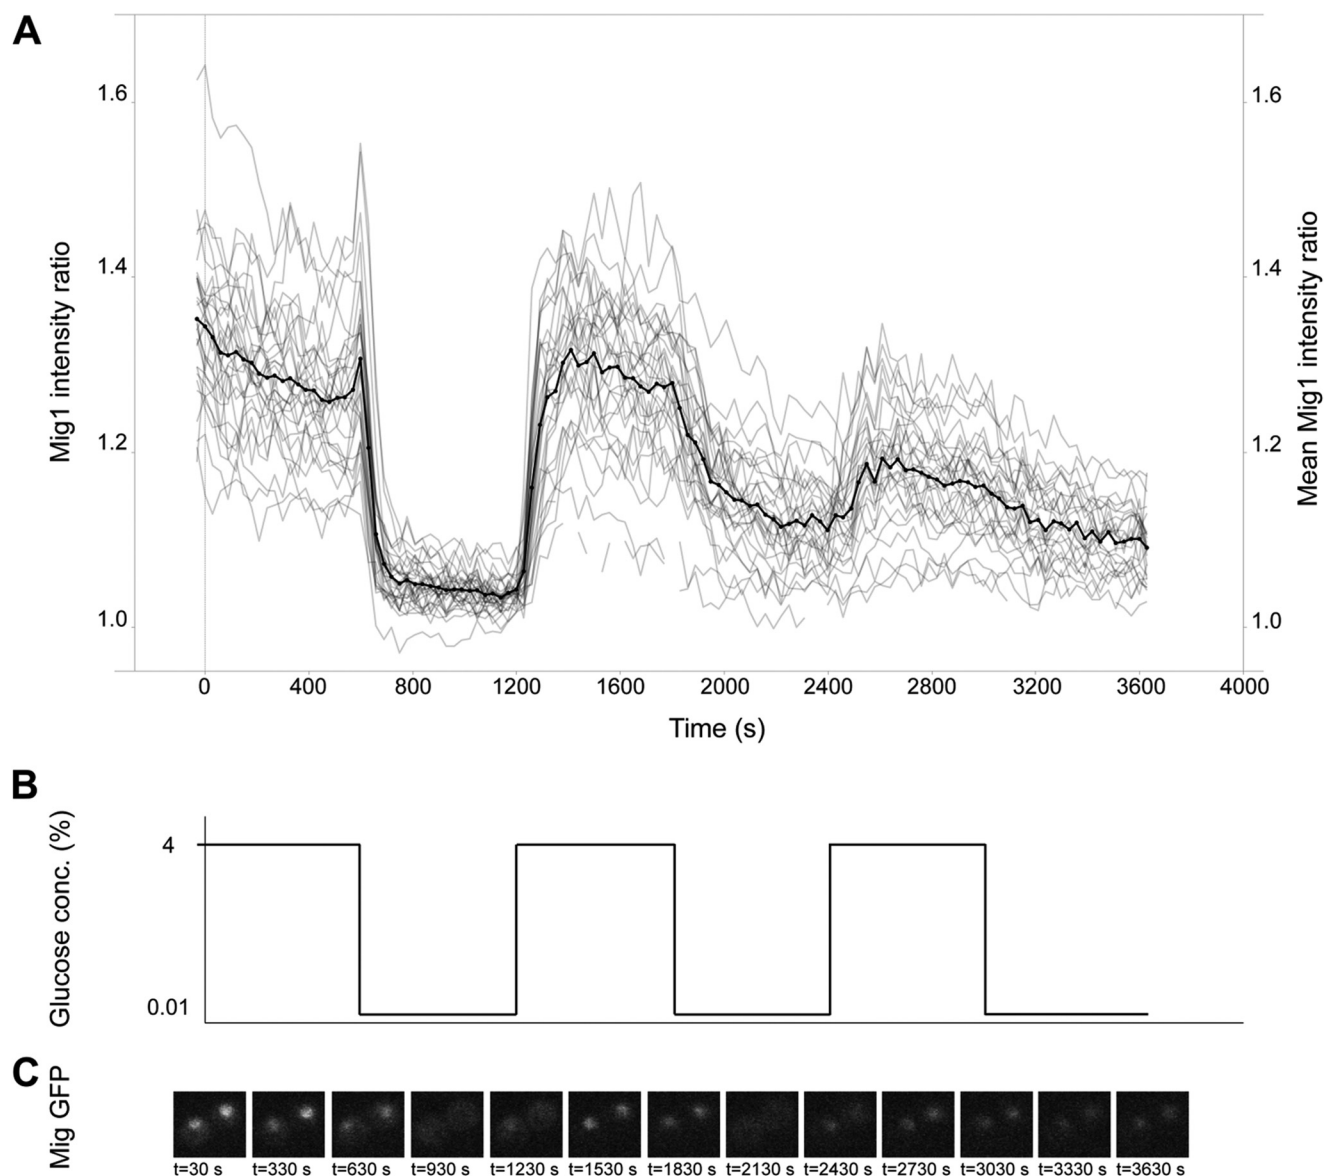 A
1.6
1.4
1.2
1.0
Mig1 intensity ratio
1.6
1.4
1.2
1.0
Mean Mig1 intensity ratio
0 400 800 1200 1600 2000 2400 2800 3200 3600 4000
Time (s)
B
Glucose conc. (%)
4
0.01
C
Mig GFP
t=30 s t=330 s t=630 s t=930 s t=1230 s t=1530 s t=1830 s t=2130 s t=2430 s t=2730 s t=3030 s t=3330 s t=3630 s